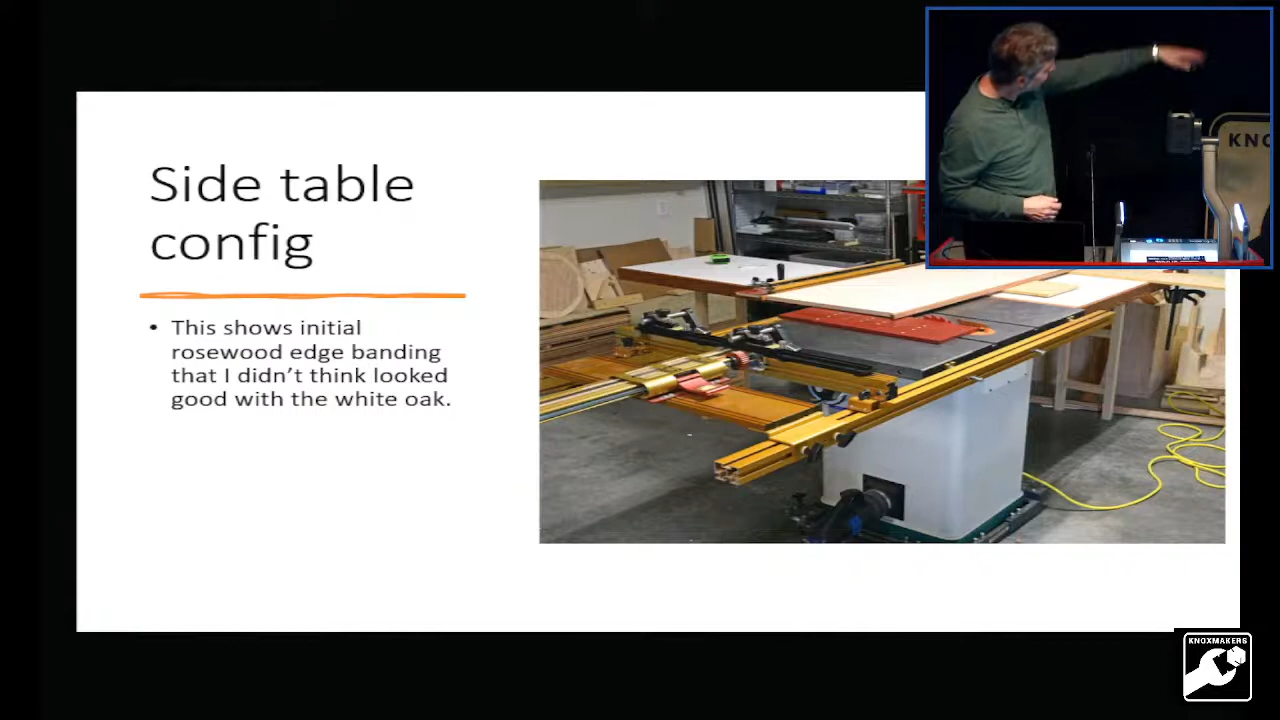 Side table
config
• This shows initial
rosewood edge banding
that I didn't think looked
good with the white oak.
KNO
KNOXMAKERS